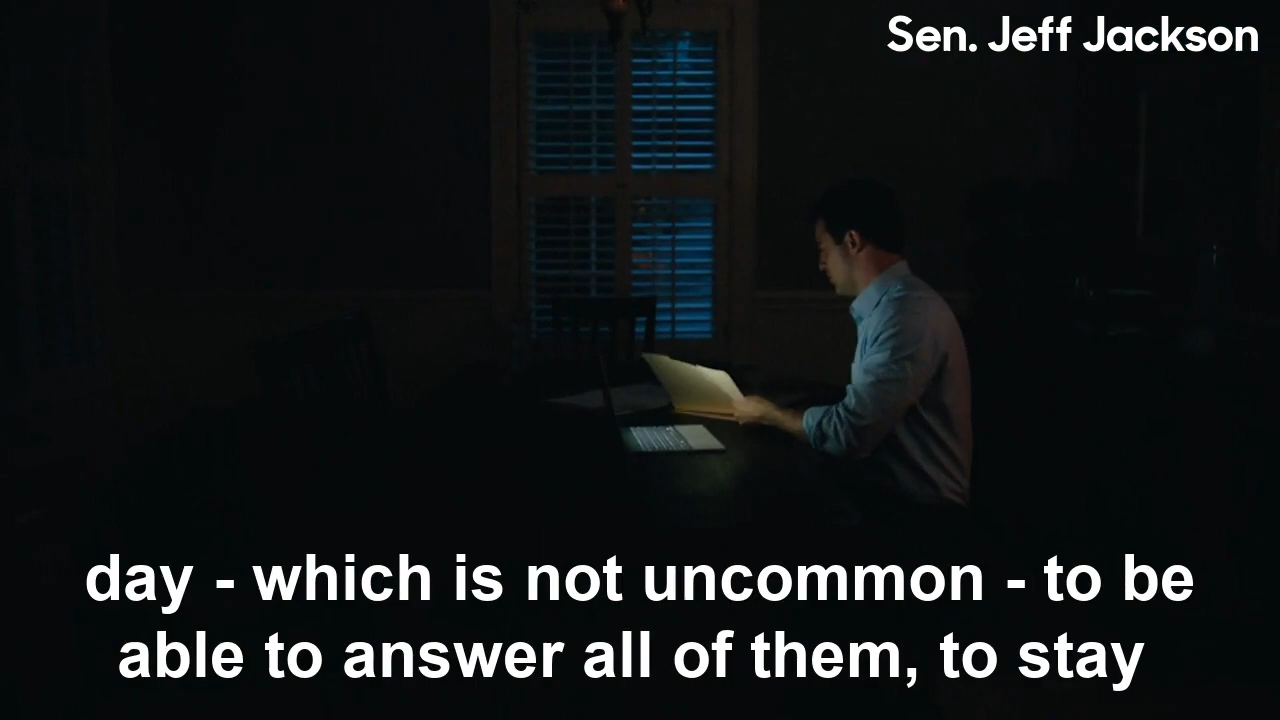 Sen. Jeff Jackson
day - which is not uncommon - to be
able to answer all of them, to stay